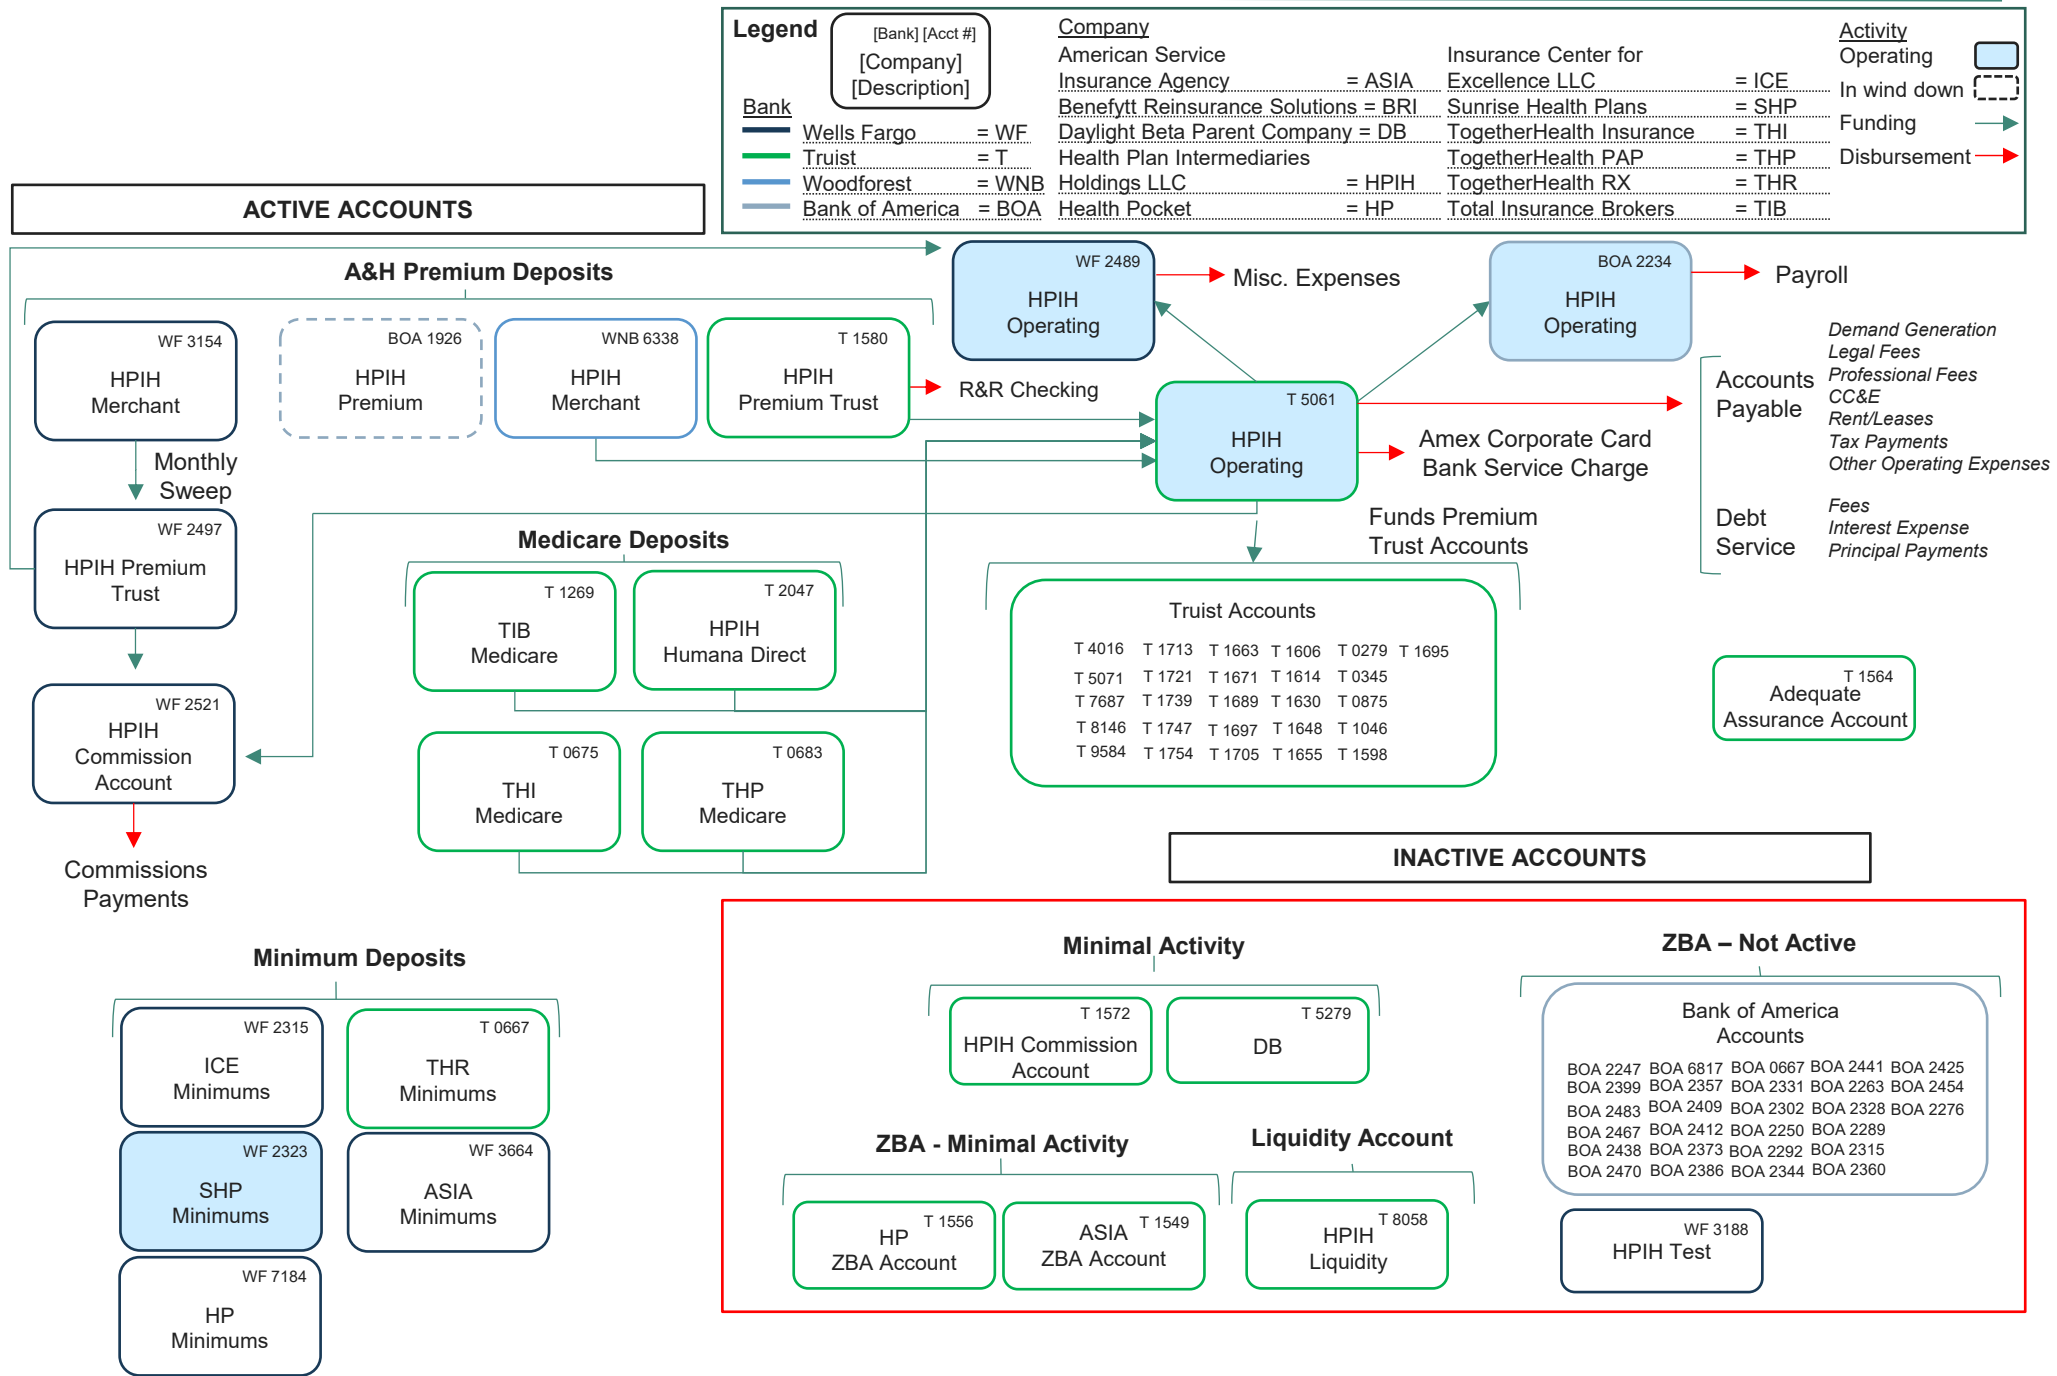 Legend
[Bank] [Acct #]
[Company]
[Description]
Bank
Wells Fargo = WF
Truist = T
Woodforest = WNB
Bank of America = BOA
Company
American Service
Insurance Agency = ASIA
Benefytt Reinsurance Solutions = BRI
Daylight Beta Parent Company = DB
Health Plan Intermediaries
Holdings LLC = HPIH
Health Pocket = HP
Insurance Center for
Excellence LLC = ICE
Sunrise Health Plans = SHP
TogetherHealth Insurance = THI
TogetherHealth PAP = THP
TogetherHealth RX = THR
Total Insurance Brokers = TIB
Activity
Operating
In wind down
Funding
Disbursement
ACTIVE ACCOUNTS
A&H Premium Deposits
WF 3154
HPIH
Merchant
BOA 1926
HPIH
Premium
WNB 6338
HPIH
Merchant
T 1580
HPIH
Premium Trust
R&R Checking
WF 2489
HPIH
Operating
Misc. Expenses
BOA 2234
HPIH
Operating
Payroll
T 5061
HPIH
Operating
Amex Corporate Card
Bank Service Charge
Accounts
Payable
Demand Generation
Legal Fees
Professional Fees
CC&E
Rent/Leases
Tax Payments
Other Operating Expenses
Debt
Service
Fees
Interest Expense
Principal Payments
Monthly
Sweep
WF 2497
HPIH Premium
Trust
WF 2521
HPIH
Commission
Account
Commissions
Payments
Medicare Deposits
T 1269
TIB
Medicare
T 2047
HPIH
Humana Direct
T 0675
THI
Medicare
T 0683
THP
Medicare
Funds Premium
Trust Accounts
Truist Accounts
T 4016 T 1713 T 1663 T 1606 T 0279 T 1695
T 5071 T 1721 T 1671 T 1614 T 0345
T 7687 T 1739 T 1689 T 1630 T 0875
T 8146 T 1747 T 1697 T 1648 T 1046
T 9584 T 1754 T 1705 T 1655 T 1598
T 1564
Adequate
Assurance Account
Minimum Deposits
WF 2315
ICE
Minimums
T 0667
THR
Minimums
WF 2323
SHP
Minimums
WF 3664
ASIA
Minimums
WF 7184
HP
Minimums
INACTIVE ACCOUNTS
Minimal Activity
T 1572
HPIH Commission
Account
T 5279
DB
ZBA – Not Active
Bank of America
Accounts
BOA 2247 BOA 6817 BOA 0667 BOA 2441 BOA 2425
BOA 2399 BOA 2357 BOA 2331 BOA 2263 BOA 2454
BOA 2483 BOA 2409 BOA 2302 BOA 2328 BOA 2276
BOA 2467 BOA 2412 BOA 2250 BOA 2289
BOA 2438 BOA 2373 BOA 2292 BOA 2315
BOA 2470 BOA 2386 BOA 2344 BOA 2360
ZBA - Minimal Activity
T 1556
HP
ZBA Account
T 1549
ASIA
ZBA Account
Liquidity Account
T 8058
HPIH
Liquidity
WF 3188
HPIH Test